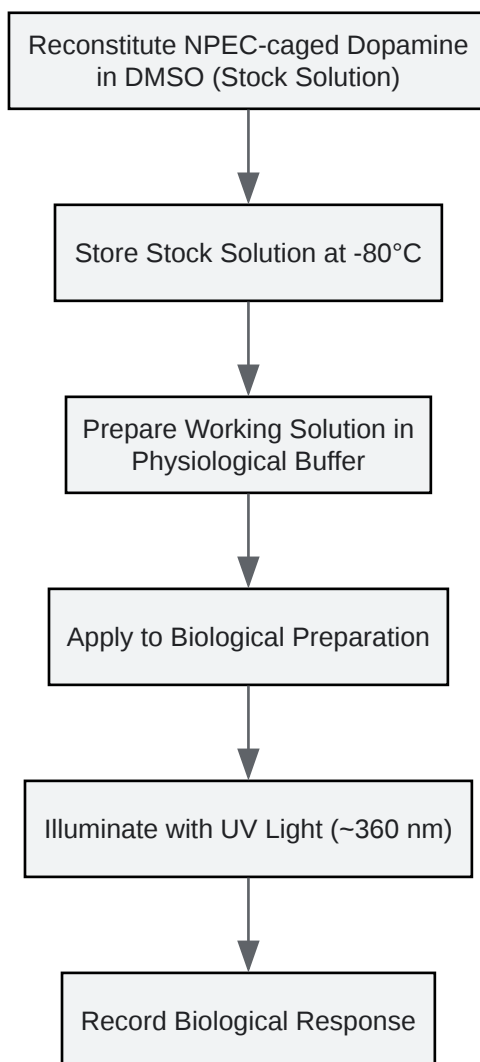 Reconstitute NPEC-caged Dopamine
in DMSO (Stock Solution)
Store Stock Solution at -80°C
Prepare Working Solution in
Physiological Buffer
Apply to Biological Preparation
Illuminate with UV Light (~360 nm)
Record Biological Response